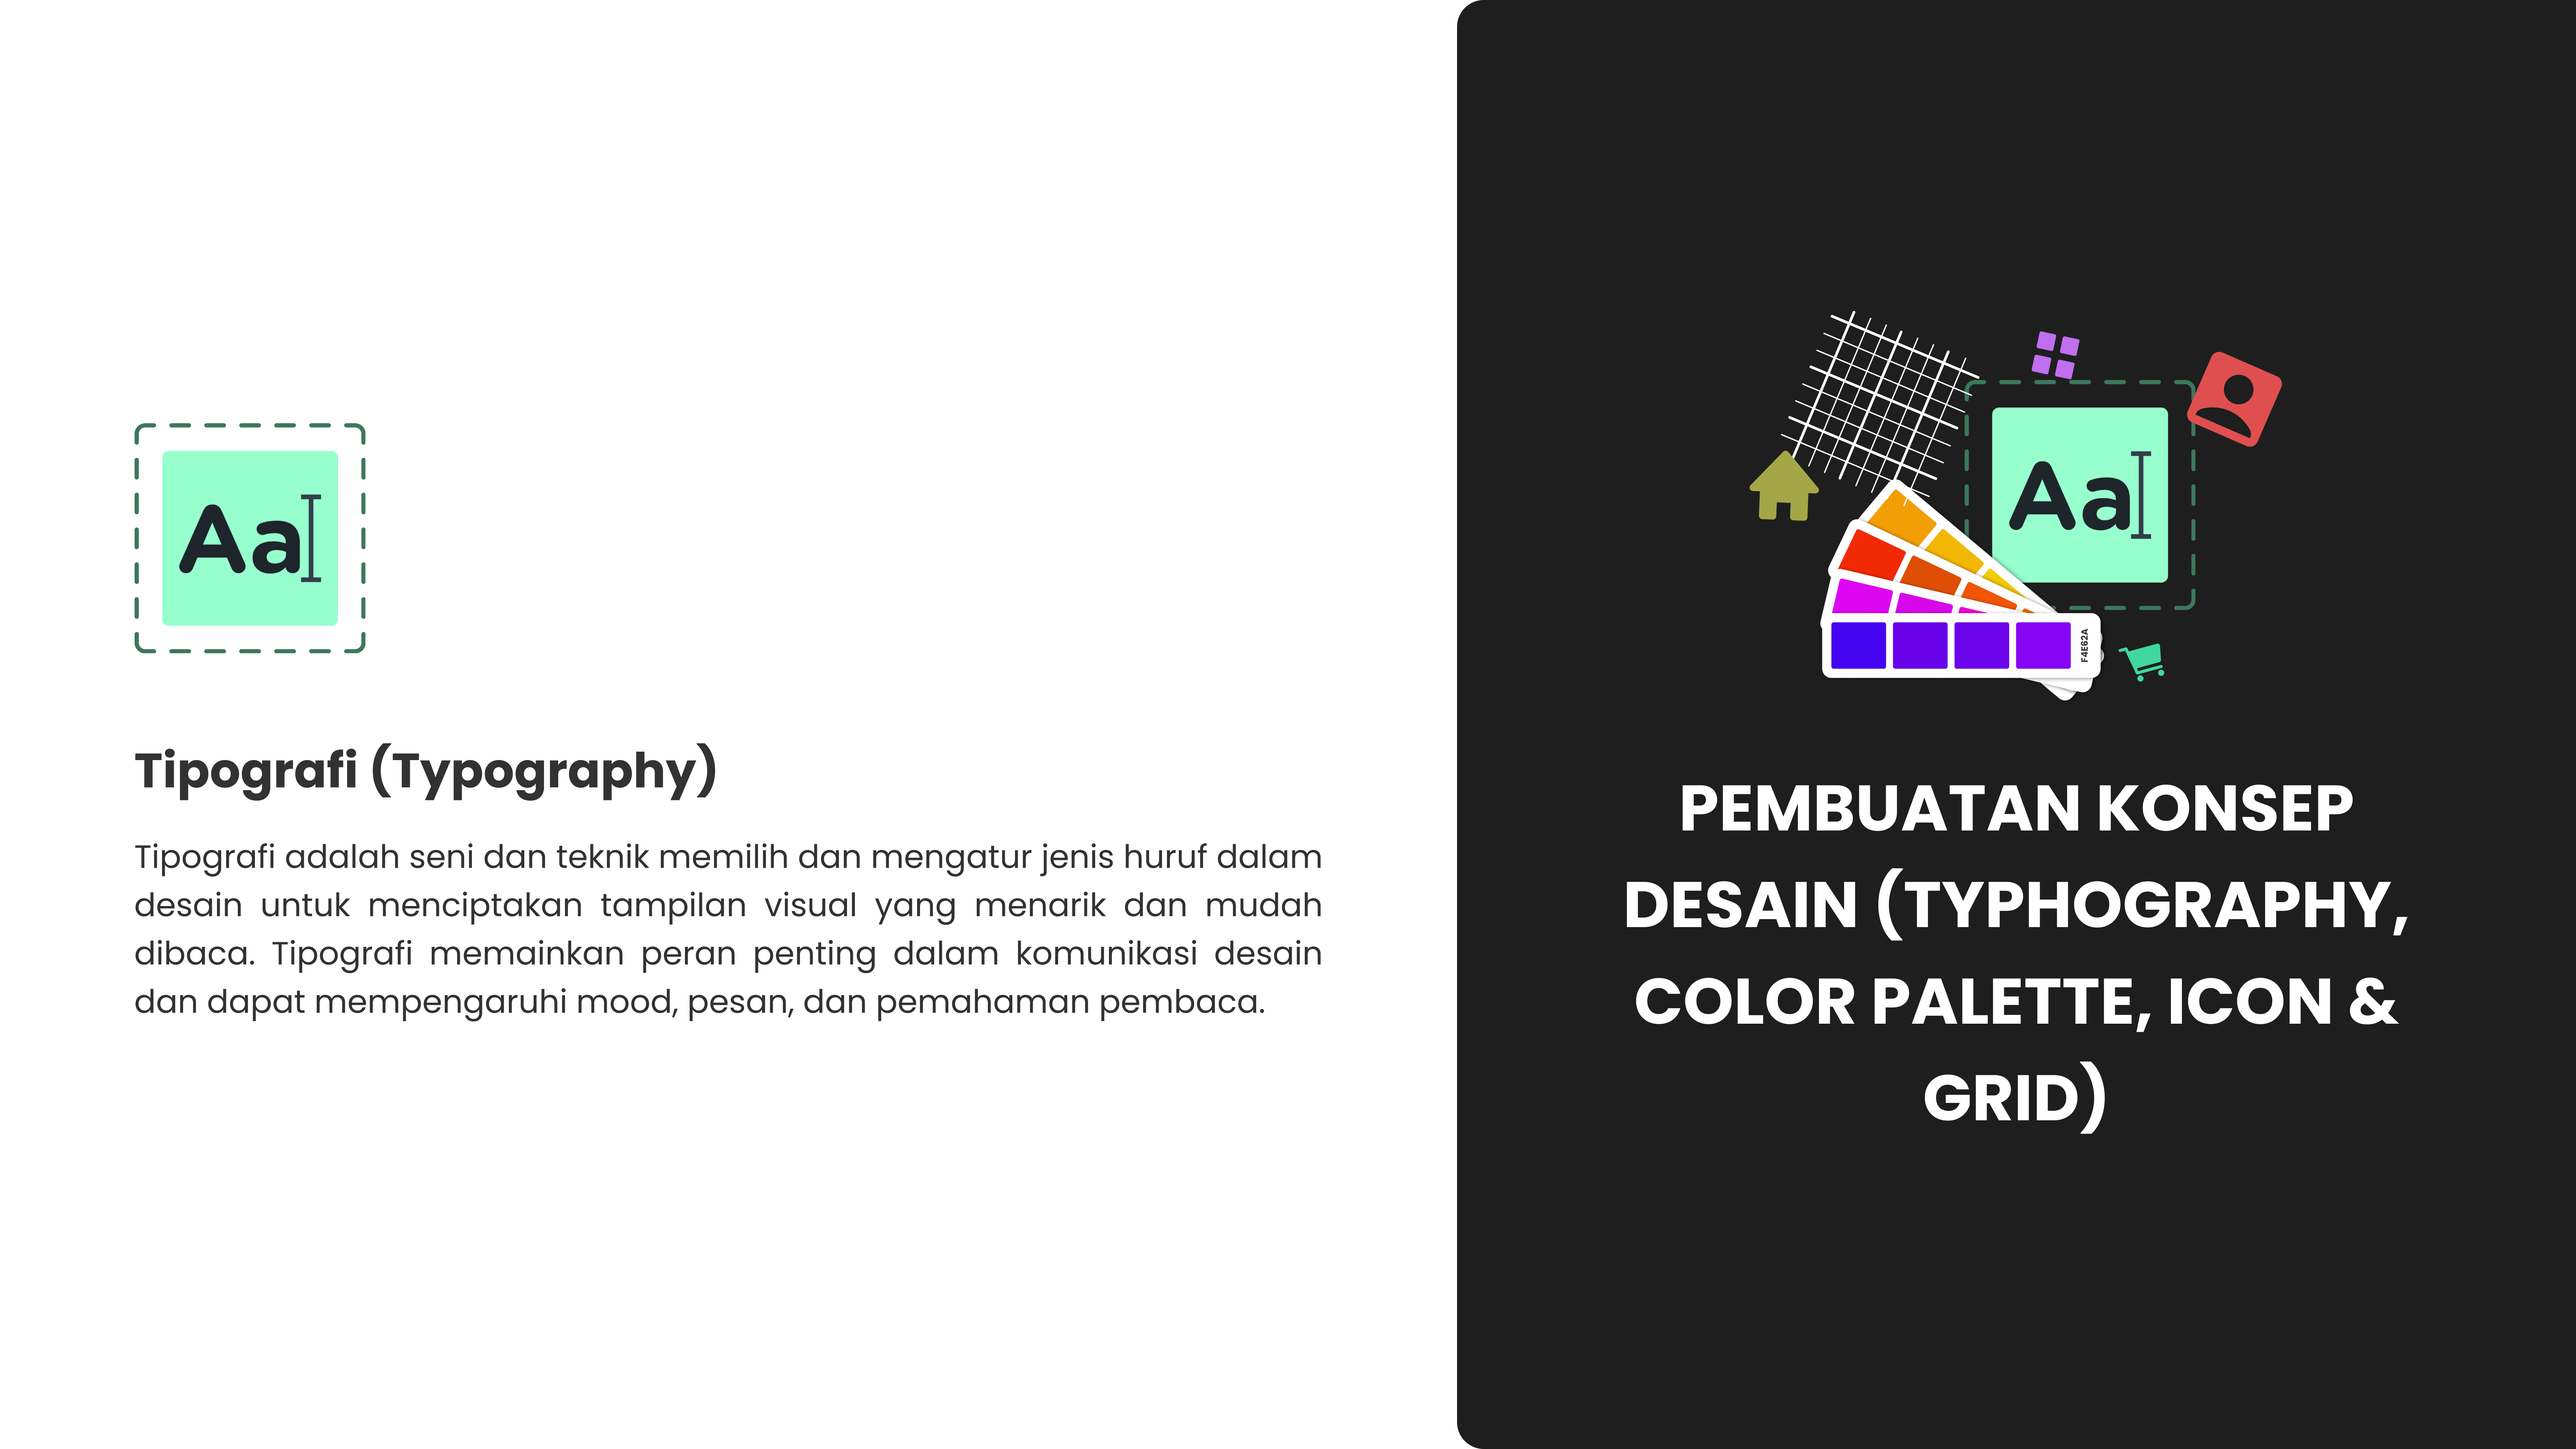 Aa
Tipografi (Typography)
Tipografi adalah seni dan teknik memilih dan mengatur jenis huruf dalam
desain untuk menciptakan tampilan visual yang menarik dan mudah
dibaca. Tipografi memainkan peran penting dalam komunikasi desain
dan dapat mempengaruhi mood, pesan, dan pemahaman pembaca.
Aa
F4E62A
PEMBUATAN KONSEP
DESAIN (TYPHOGRAPHY,
COLOR PALETTE, ICON &
GRID)